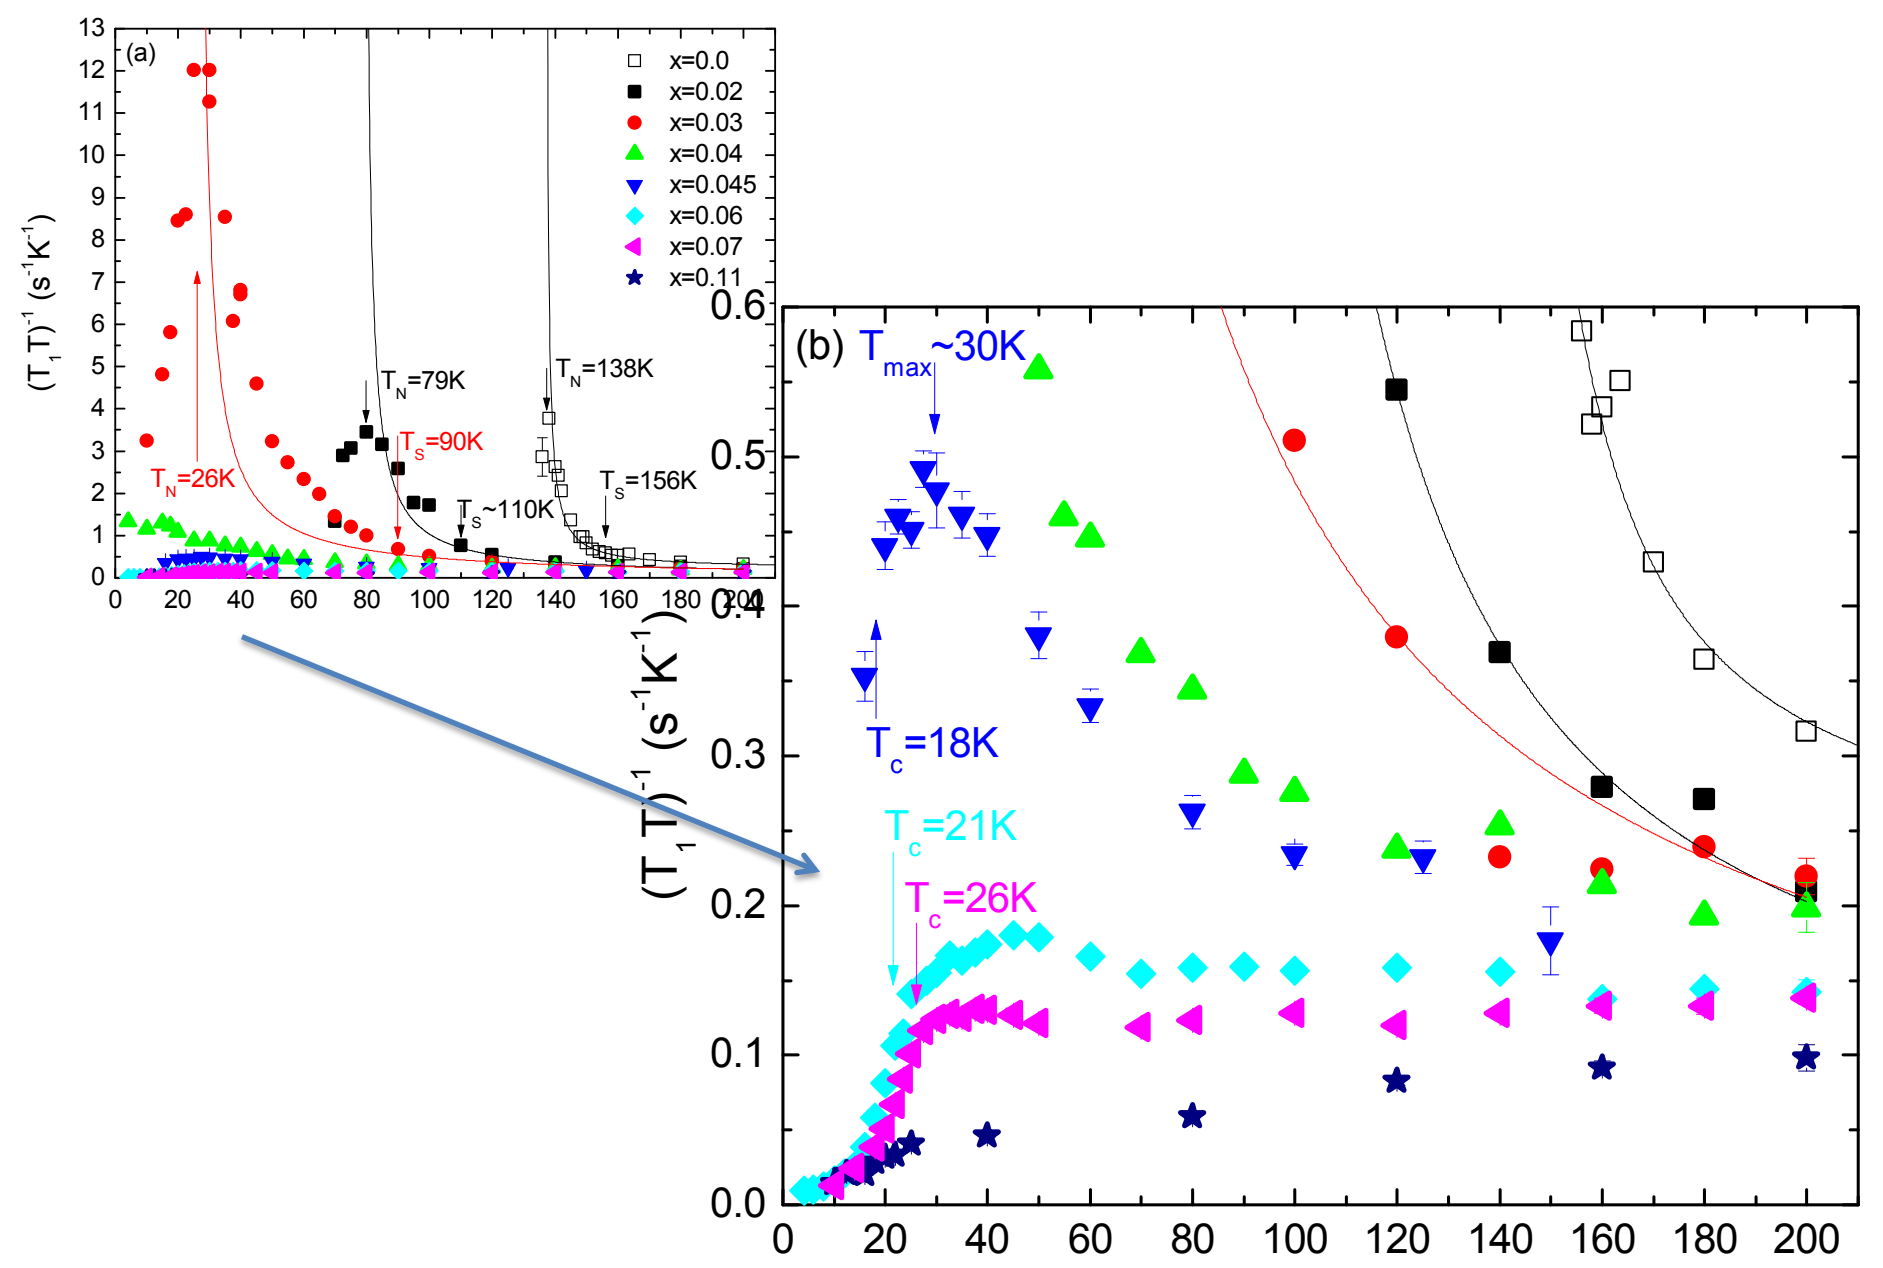 (a)
13
12
11
10
9
8
7
6
5
4
3
2
1
0
(T1T)-1 (s-1K-1)
x=0.0
x=0.02
x=0.03
x=0.04
x=0.045
x=0.06
x=0.07
x=0.11
TN=138K
TN=79K
TS=90K
TN=26K
TS=156K
TS~110K
0 20 40 60 80 100 120 140 160 180 200
(b)
Tmax~30K
0.6
0.5
0.4
0.3
0.2
0.1
0.0
(T1T)-1 (s-1K-1)
Tc=18K
Tc=21K
Tc=26K
0 20 40 60 80 100 120 140 160 180 200